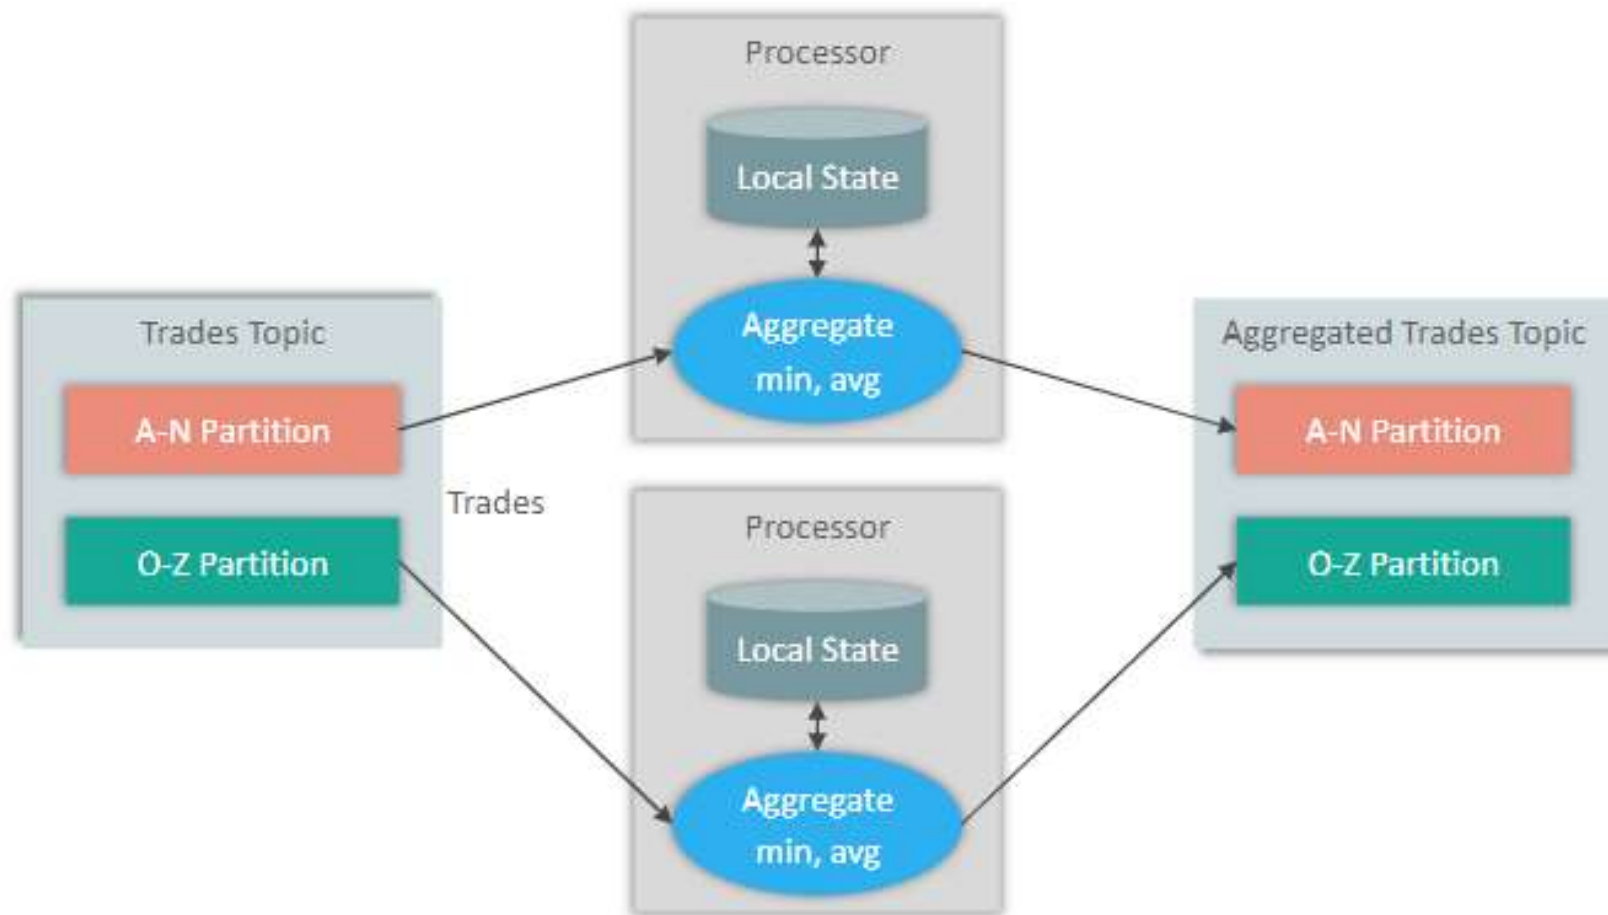 Trades Topic
A-N Partition
O-Z Partition
Trades
Processor
Local State
Aggregate
min, avg
Processor
Local State
Aggregate
min, avg
Aggregated Trades Topic
A-N Partition
O-Z Partition